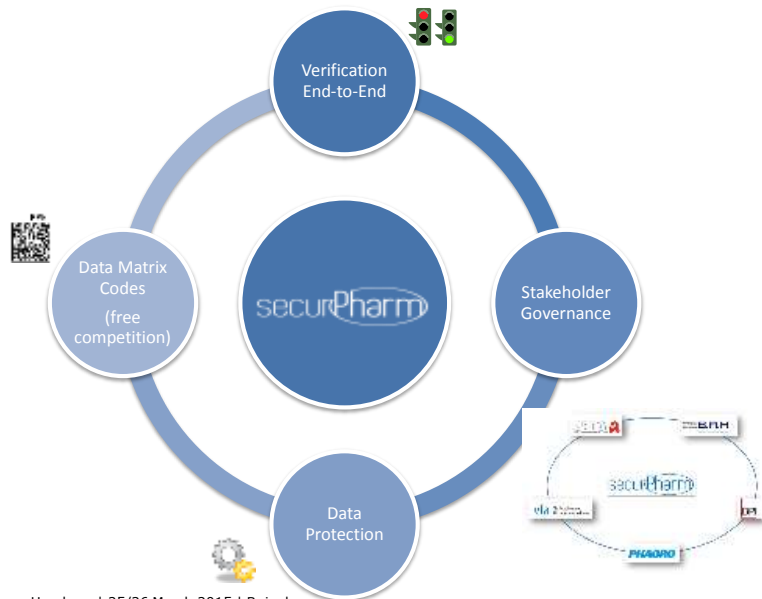 Verification
End-to-End
Data Matrix
Codes
(free
competition)
securPharm
Stakeholder
Governance
securPharm
PHAGRO
Data
Protection